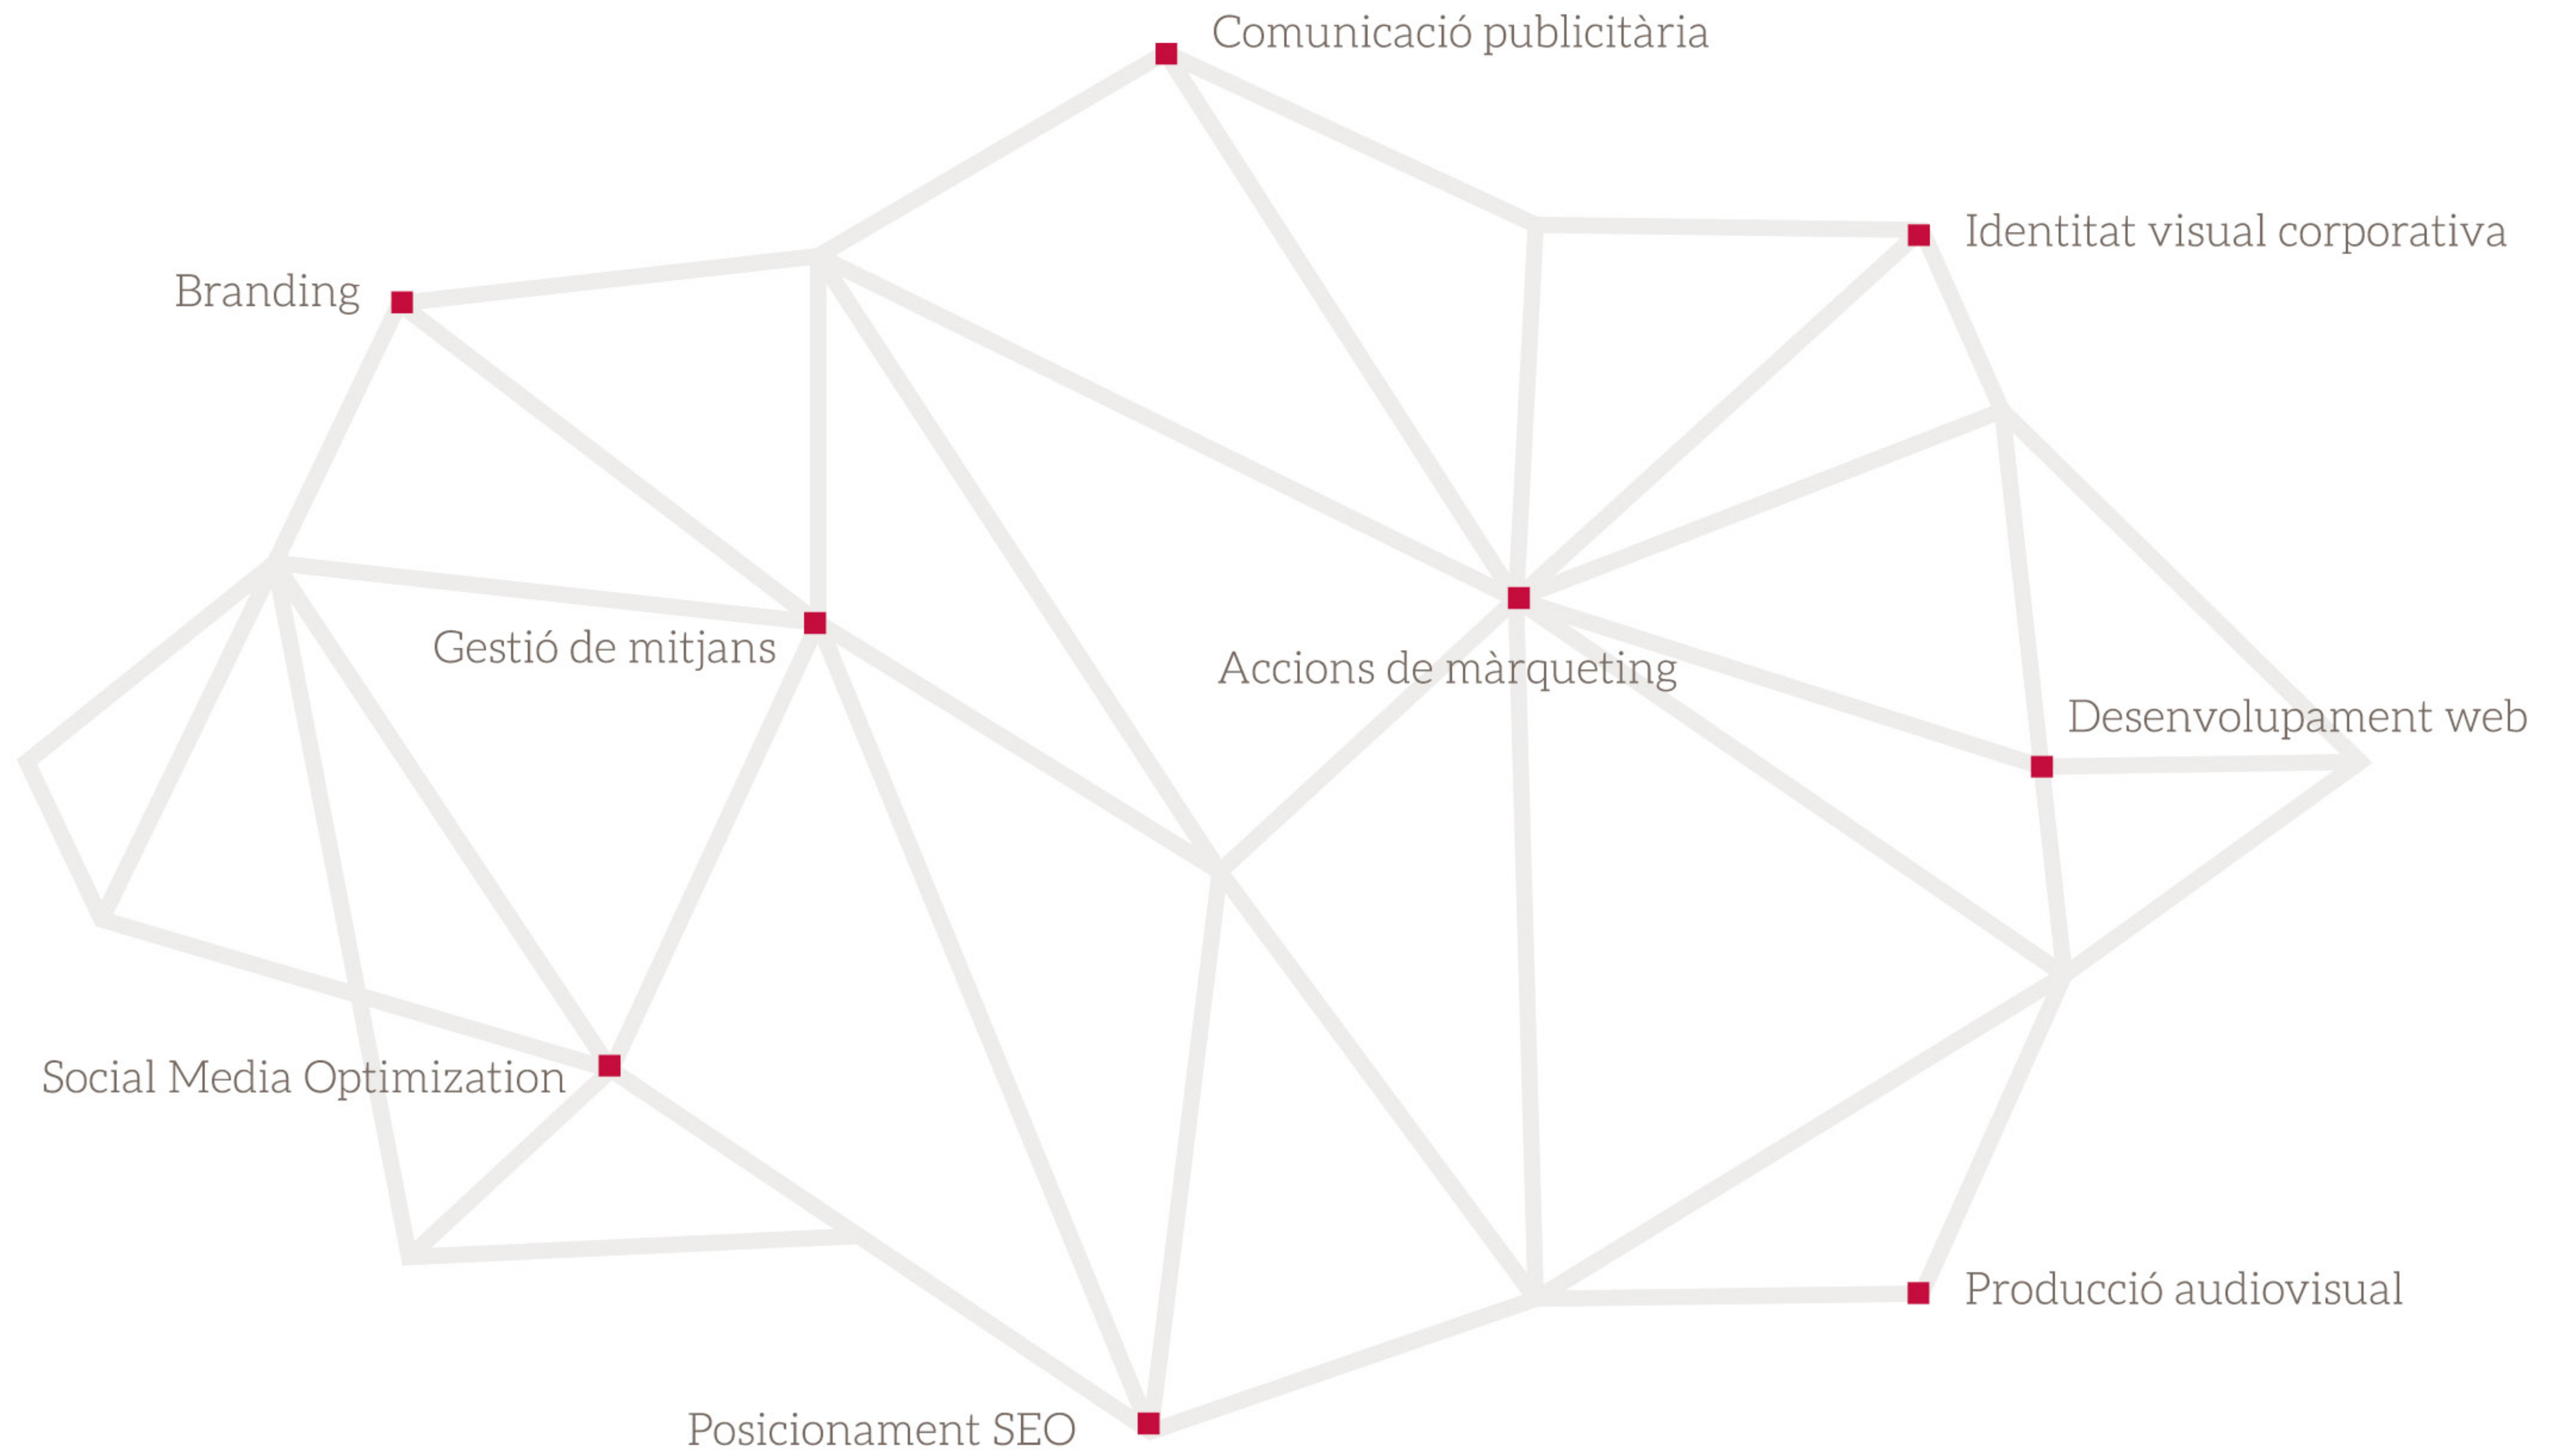 Comunicació publicitària
Identitat visual corporativa
Branding
Gestió de mitjans
Accions de màrqueting
Desenvolupament web
Social Media Optimization
Producció audiovisual
Posicionament SEO